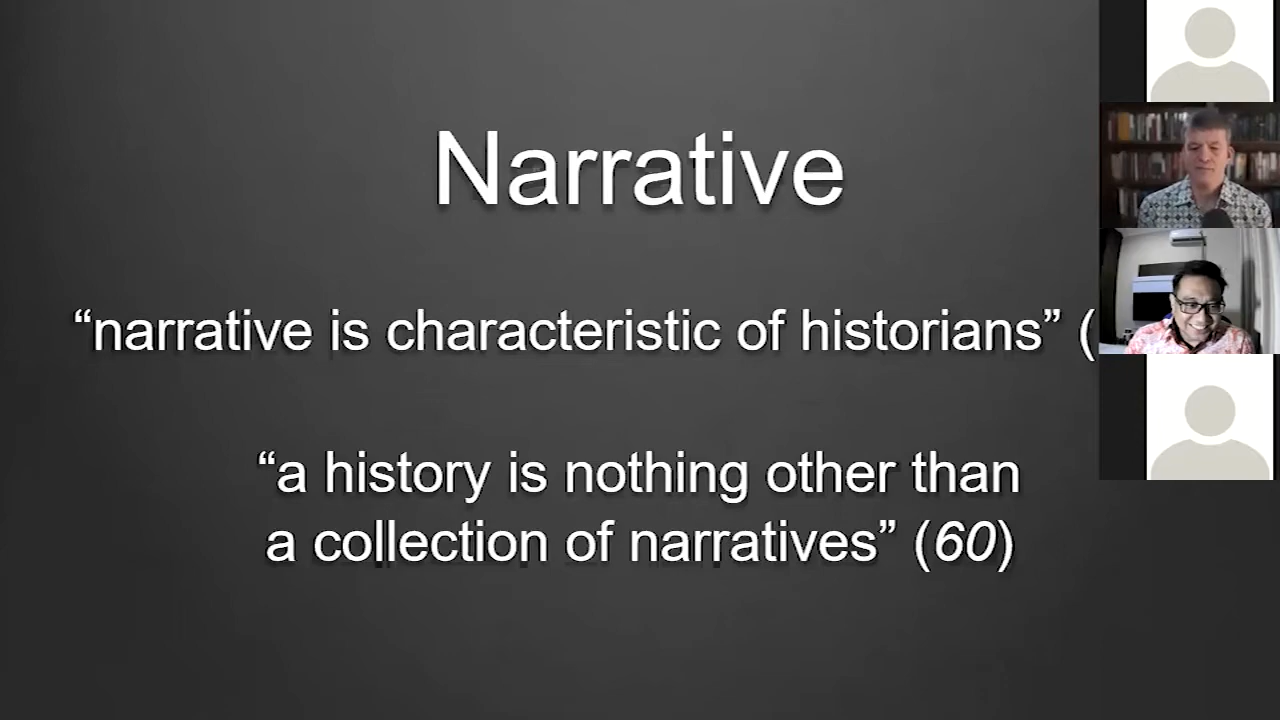 Narrative
“narrative is characteristic of historians” (
“a history is nothing other than
a collection of narratives” (60)